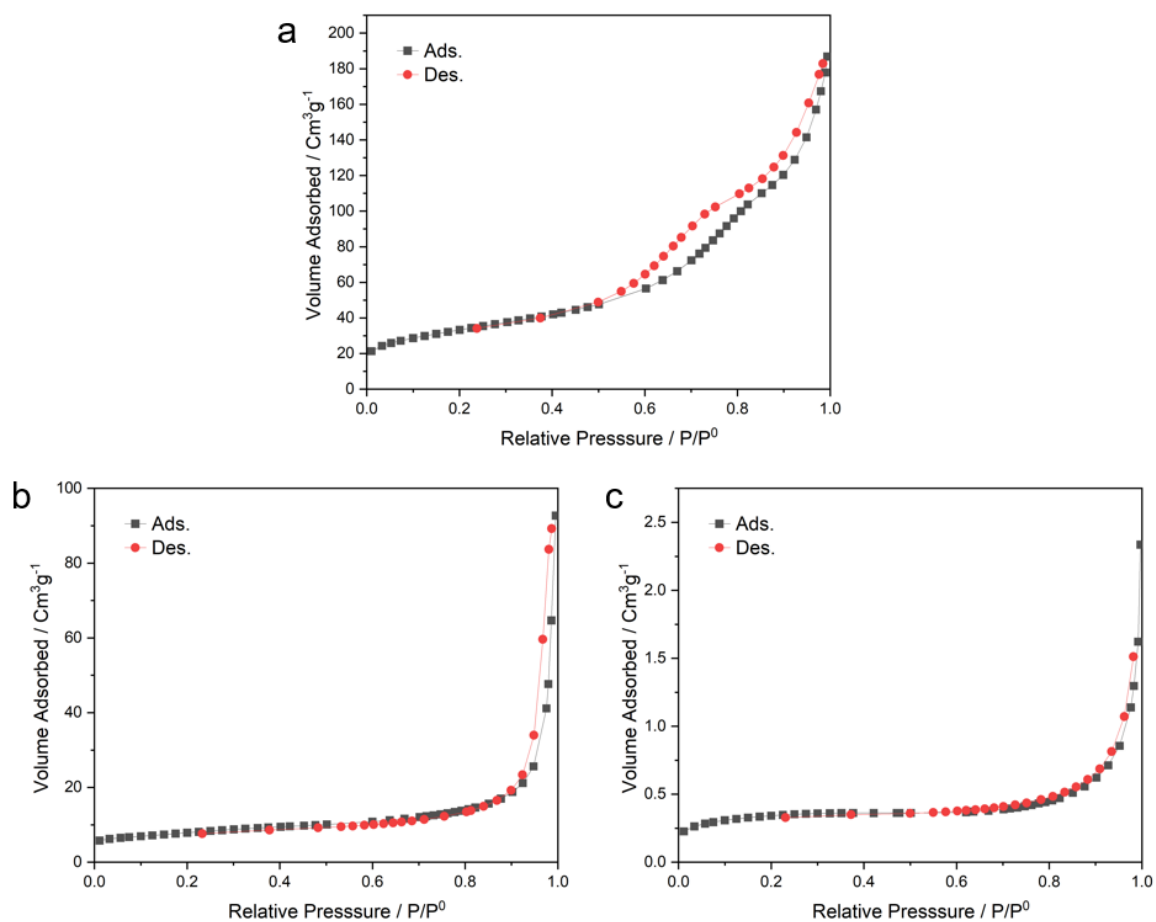 a
Ads.
Des.
Volume Adsorbed / Cm³g⁻¹
200
180
160
140
120
100
80
60
40
20
0
0.0 0.2 0.4 0.6 0.8 1.0
Relative Presssure / P/P⁰
b
Ads.
Des.
Volume Adsorbed / Cm³g⁻¹
100
80
60
40
20
0
0.0 0.2 0.4 0.6 0.8 1.0
Relative Presssure / P/P⁰
c
Ads.
Des.
Volume Adsorbed / Cm³g⁻¹
2.5
2.0
1.5
1.0
0.5
0.0
0.0 0.2 0.4 0.6 0.8 1.0
Relative Presssure / P/P⁰